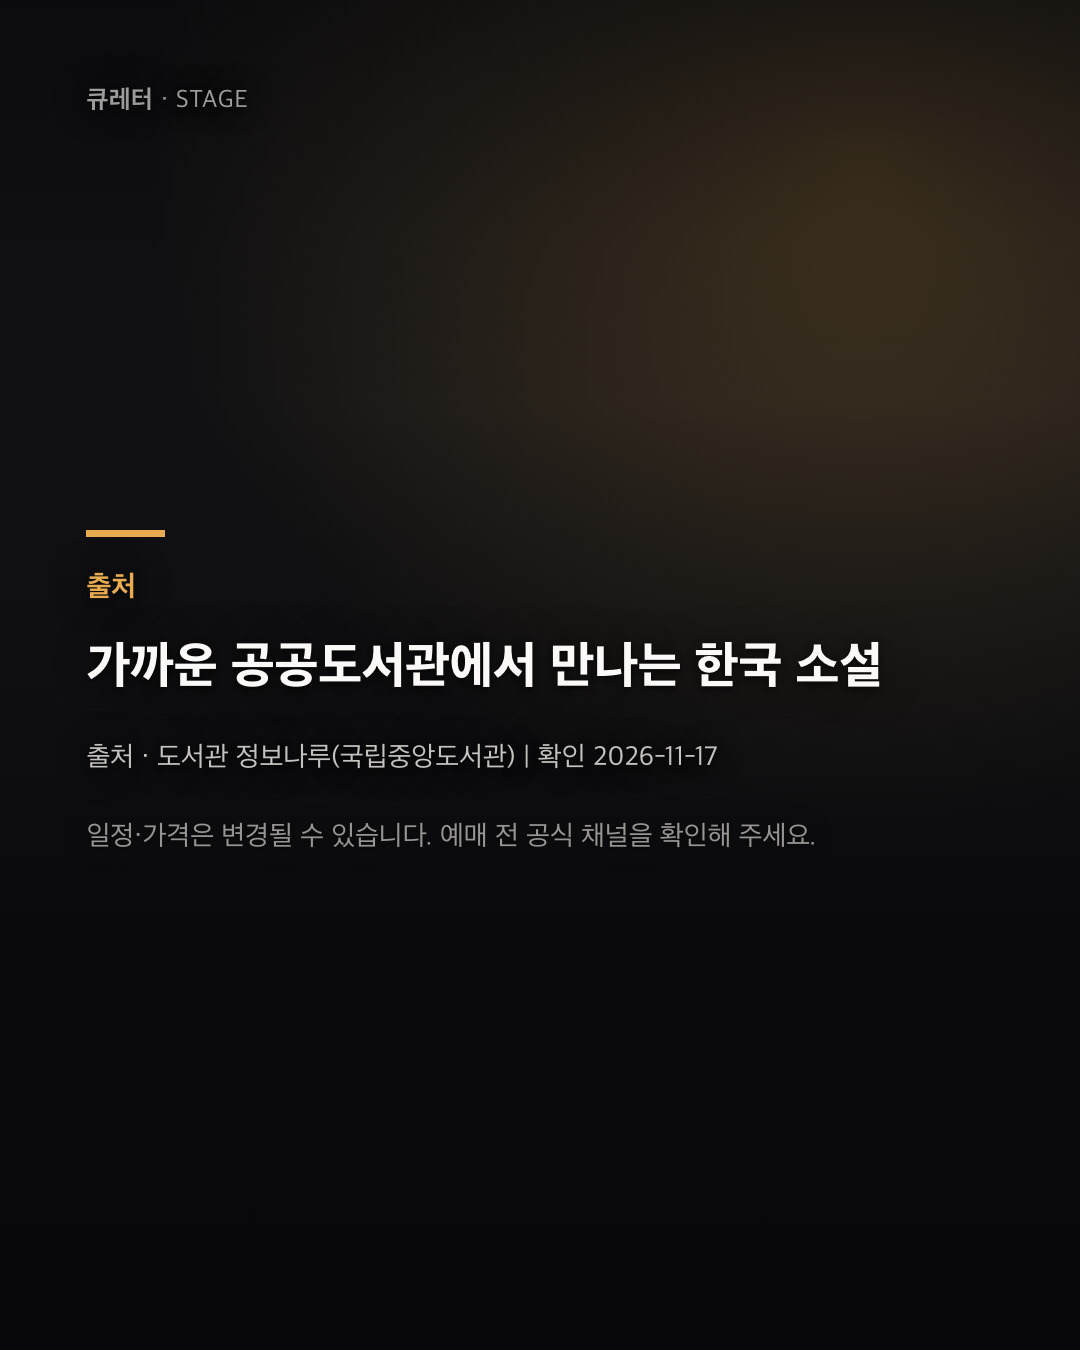 큐레터 · STAGE
출처
가까운 공공도서관에서 만나는 한국 소설
출처 · 도서관 정보나루(국립중앙도서관) | 확인 2026-11-17
일정·가격은 변경될 수 있습니다. 예매 전 공식 채널을 확인해 주세요.